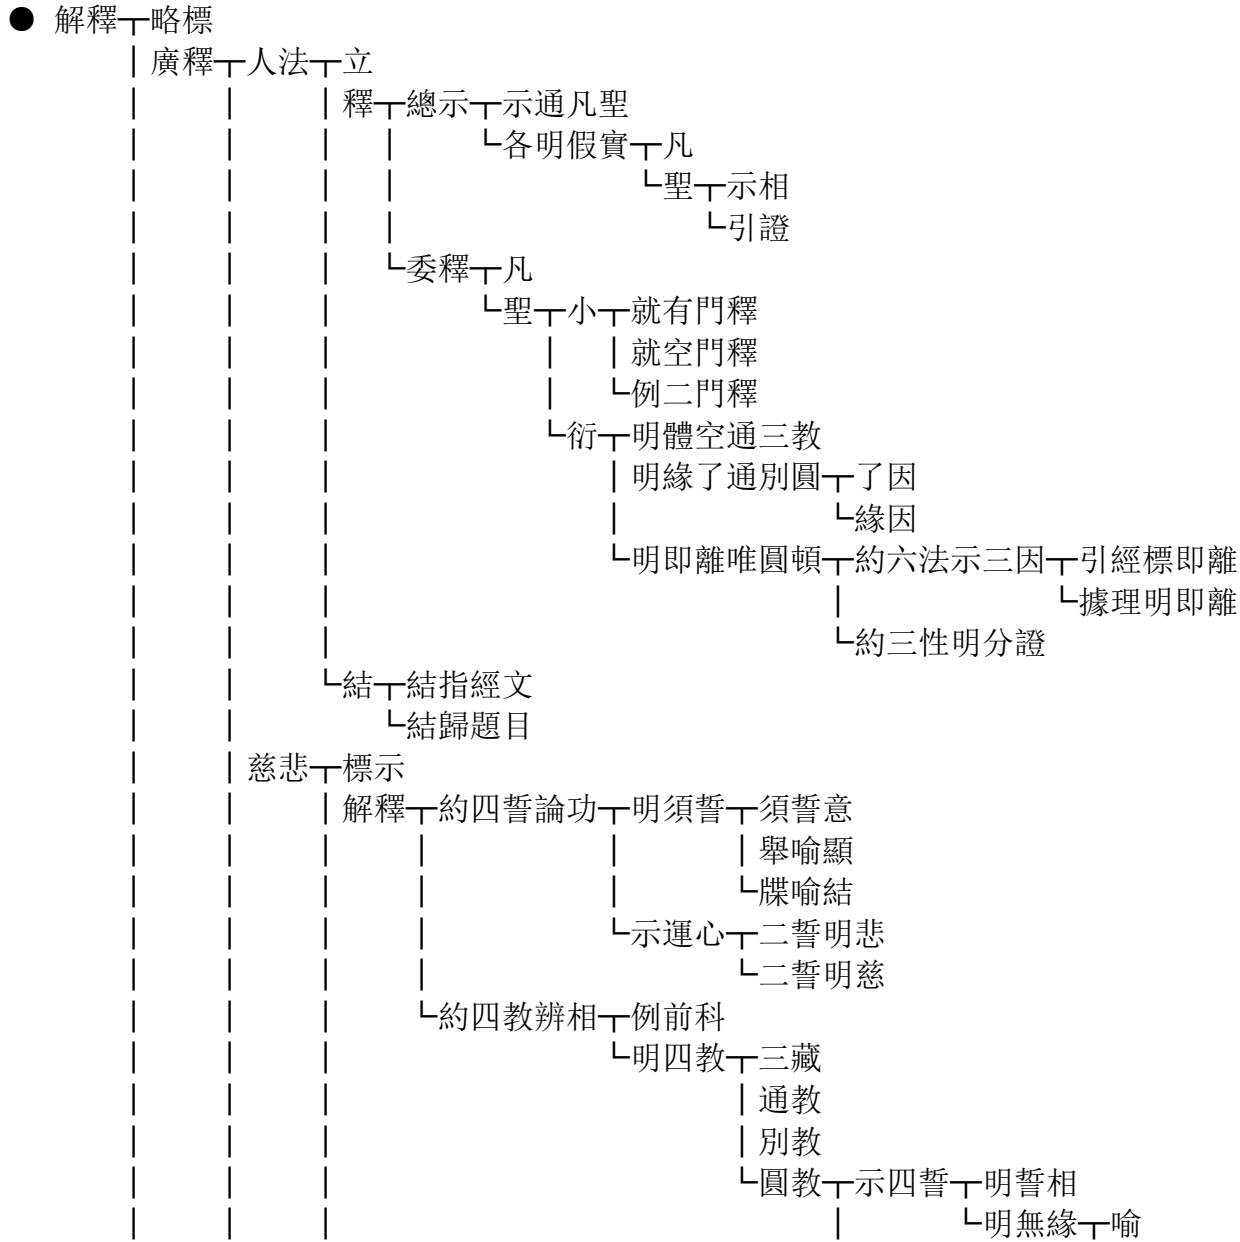 ● 解釋┬略標
│廣釋┬人法┬立
│ │ │釋┬總示┬示通凡聖
│ │ │ │ └各明假實┬凡
│ │ │ │ └聖┬示相
│ │ │ │ └引證
│ │ │ └委釋┬凡
│ │ │ └聖┬小┬就有門釋
│ │ │ │ │就空門釋
│ │ │ │ └例二門釋
│ │ │ └衍┬明體空通三教
│ │ │ │明緣了通別圓┬了因
│ │ │ │ └緣因
│ │ │ └明即離唯圓頓┬約六法示三因┬引經標即離
│ │ │ │ └據理明即離
│ │ │ └約三性明分證
│ │ └結┬結指經文
│ │ └結歸題目
│ │慈悲┬標示
│ │ │解釋┬約四誓論功┬明須誓┬須誓意
│ │ │ │ │ │舉喻顯
│ │ │ │ │ └牒喻結
│ │ │ │ └示運心┬二誓明悲
│ │ │ │ └二誓明慈
│ │ │ └約四教辨相┬例前科
│ │ │ └明四教┬三藏
│ │ │ │通教
│ │ │ │別教
│ │ │ └圓教┬示四誓┬明誓相
│ │ │ │ └明無緣┬喻